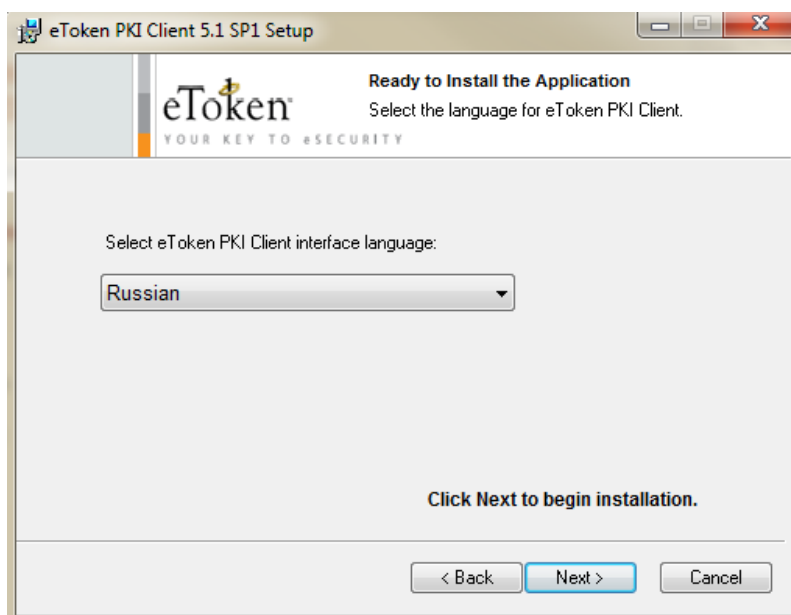 eToken PKI Client 5.1 SP1 Setup
Ready to Install the Application
Select the language for eToken PKI Client.
eToken
YOUR KEY TO eSECURITY
Select eToken PKI Client interface language:
Russian
Click Next to begin installation.
< Back
Next >
Cancel